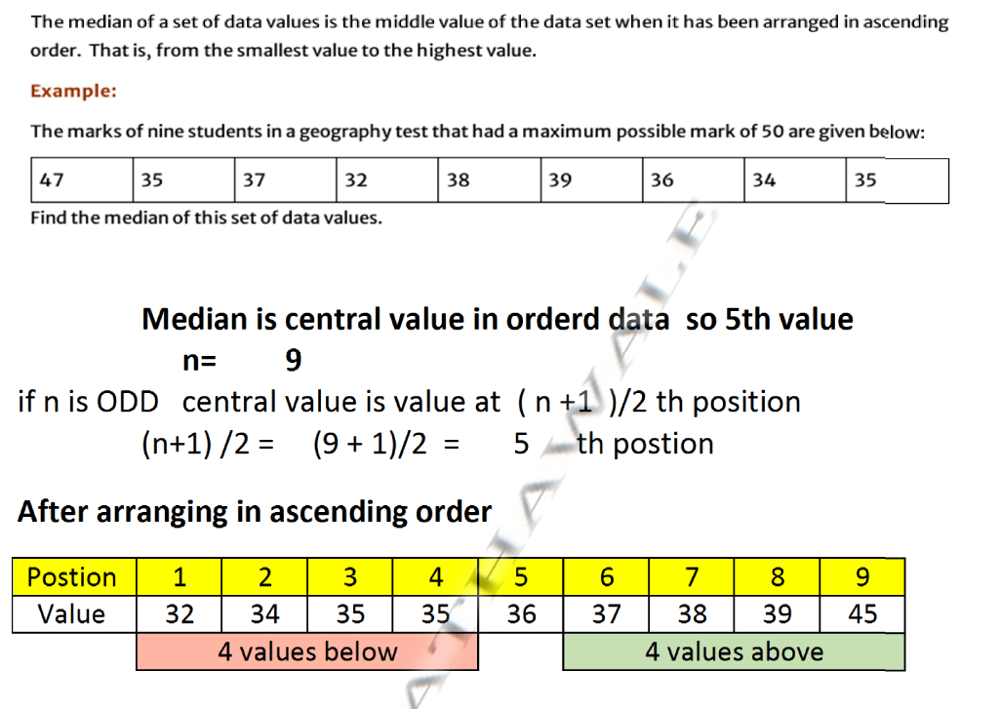 The median of a set of data values is the middle value of the data set when it has been arranged in ascending
order. That is, from the smallest value to the highest value.
Example:
The marks of nine students in a geography test that had a maximum possible mark of 50 are given below:
47 35 37 32 38 39 36 34 35
Find the median of this set of data values.
Median is central value in orderd data so 5th value
n= 9
if n is ODD central value is value at ( n +1 )/2 th position
(n+1) /2 = (9 + 1)/2 = 5 th postion
After arranging in ascending order
Postion 1 2 3 4 5 6 7 8 9
Value 32 34 35 35 36 37 38 39 45
4 values below 4 values above